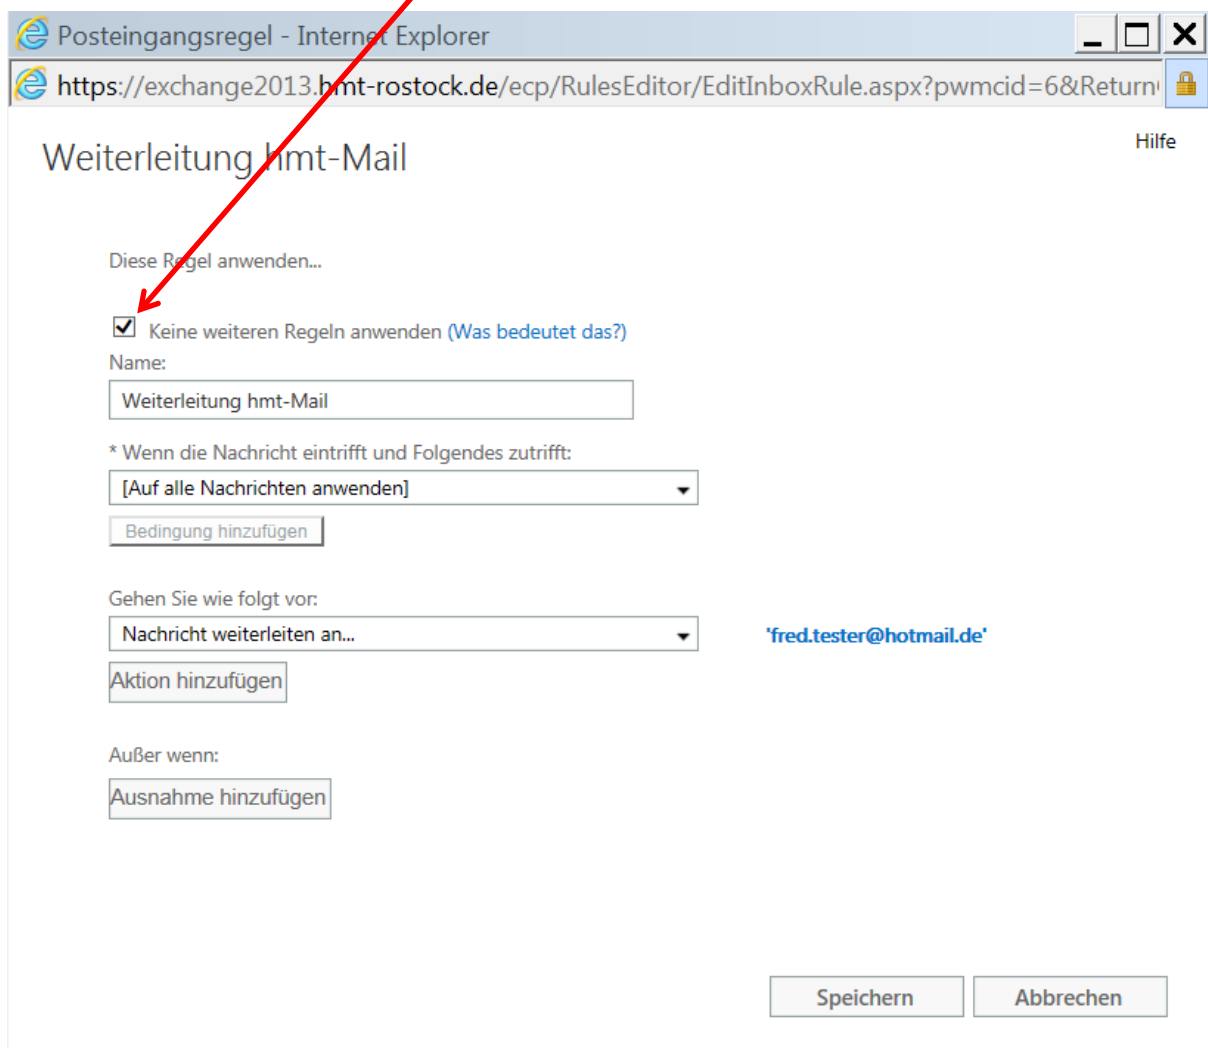 Posteingangsregel - Internet Explorer
https://exchange2013.hmt-rostock.de/ecp/RulesEditor/EditInboxRule.aspx?pwmcid=6&Return
Hilfe
Weiterleitung hmt-Mail
Diese Regel anwenden...
Keine weiteren Regeln anwenden (Was bedeutet das?)
Name:
Weiterleitung hmt-Mail
* Wenn die Nachricht eintrifft und Folgendes zutrifft:
[Auf alle Nachrichten anwenden]
Bedingung hinzufügen
Gehen Sie wie folgt vor:
Nachricht weiterleiten an... 'fred.tester@hotmail.de'
Aktion hinzufügen
Außer wenn:
Ausnahme hinzufügen
Speichern Abbrechen